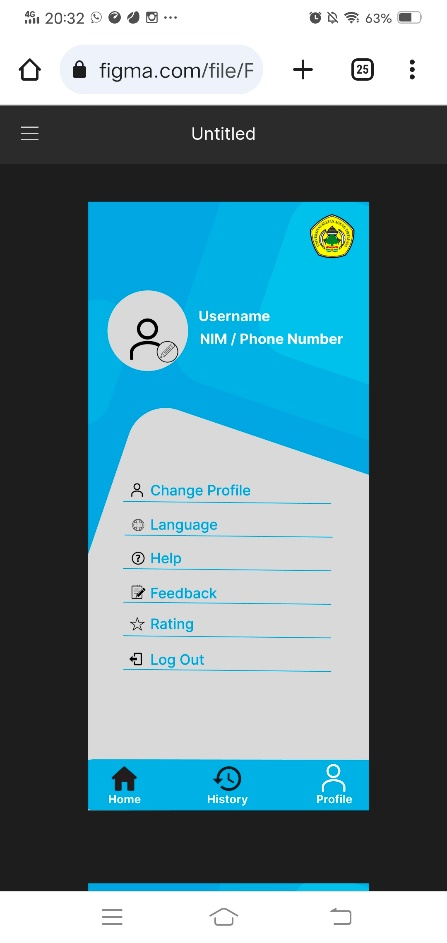 4G 20:32 63%
figma.com/file/F
25
Untitled
Username
NIM / Phone Number
Change Profile
Language
Help
Feedback
Rating
Log Out
Home History Profile